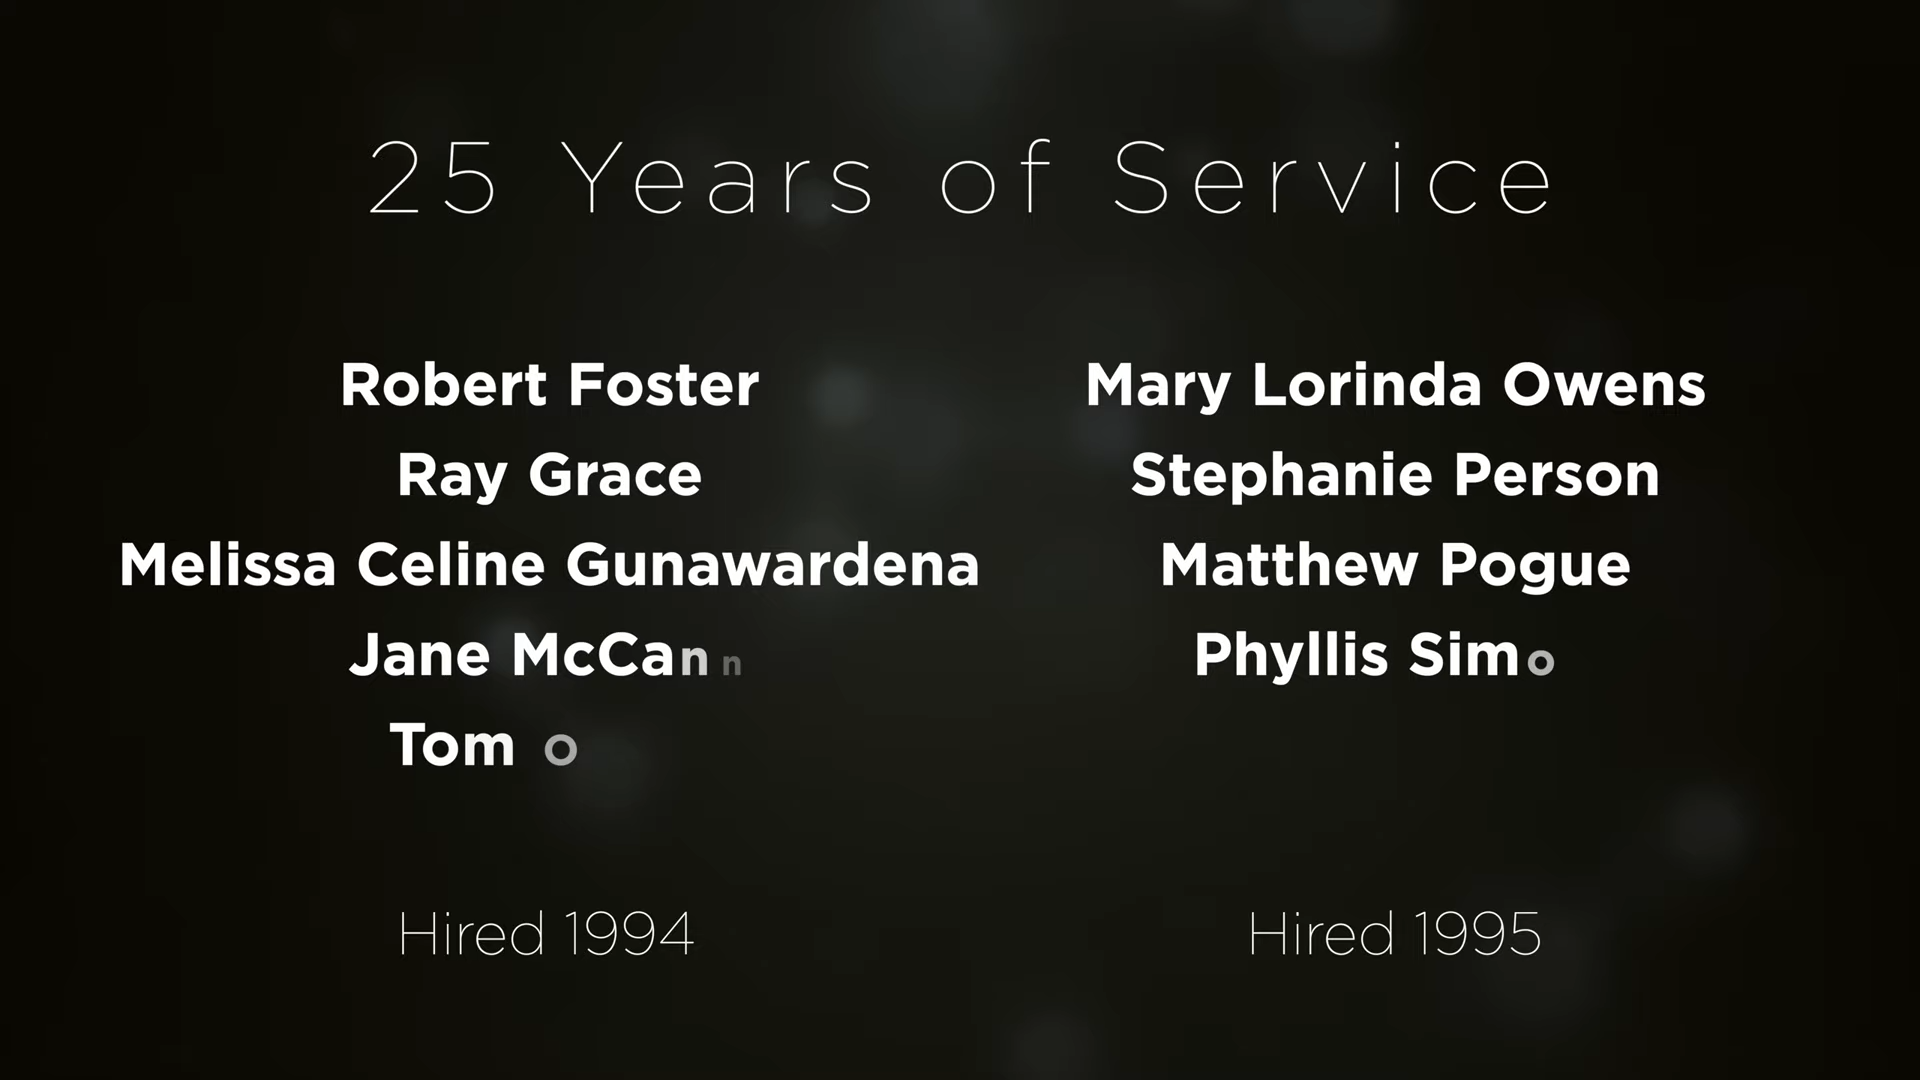 25 Years of Service
Robert Foster
Ray Grace
Melissa Celine Gunawardena
Jane McCann
Tom o
Hired 1994
Mary Lorinda Owens
Stephanie Person
Matthew Pogue
Phyllis Simo
Hired 1995